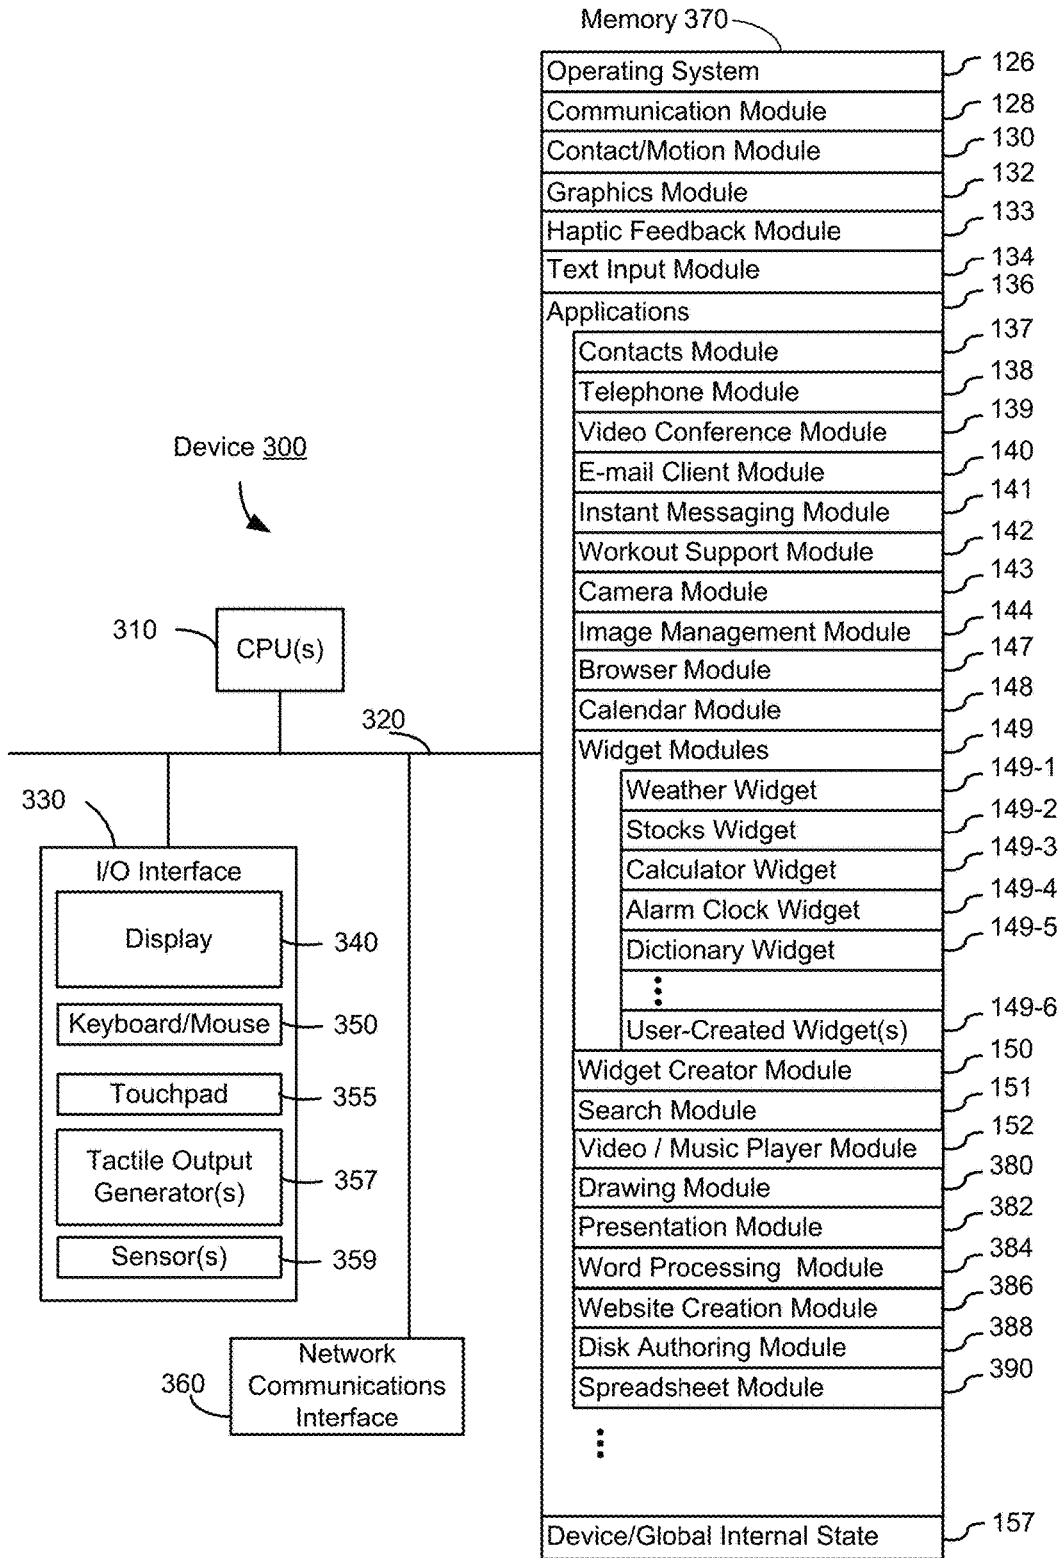 Memory 370
Operating System 126
Communication Module 128
Contact/Motion Module 130
Graphics Module 132
Haptic Feedback Module 133
Text Input Module 134
Applications 136
Contacts Module 137
Telephone Module 138
Video Conference Module 139
E-mail Client Module 140
Instant Messaging Module 141
Workout Support Module 142
Camera Module 143
Image Management Module 144
Browser Module 147
Calendar Module 148
Widget Modules 149
Weather Widget 149-1
Stocks Widget 149-2
Calculator Widget 149-3
Alarm Clock Widget 149-4
Dictionary Widget 149-5
User-Created Widget(s) 149-6
Widget Creator Module 150
Search Module 151
Video / Music Player Module 152
Drawing Module 380
Presentation Module 382
Word Processing Module 384
Website Creation Module 386
Disk Authoring Module 388
Spreadsheet Module 390
Device/Global Internal State 157
Device 300
310 CPU(s)
320
330
I/O Interface
Display 340
Keyboard/Mouse 350
Touchpad 355
Tactile Output
Generator(s) 357
Sensor(s) 359
360
Network
Communications
Interface